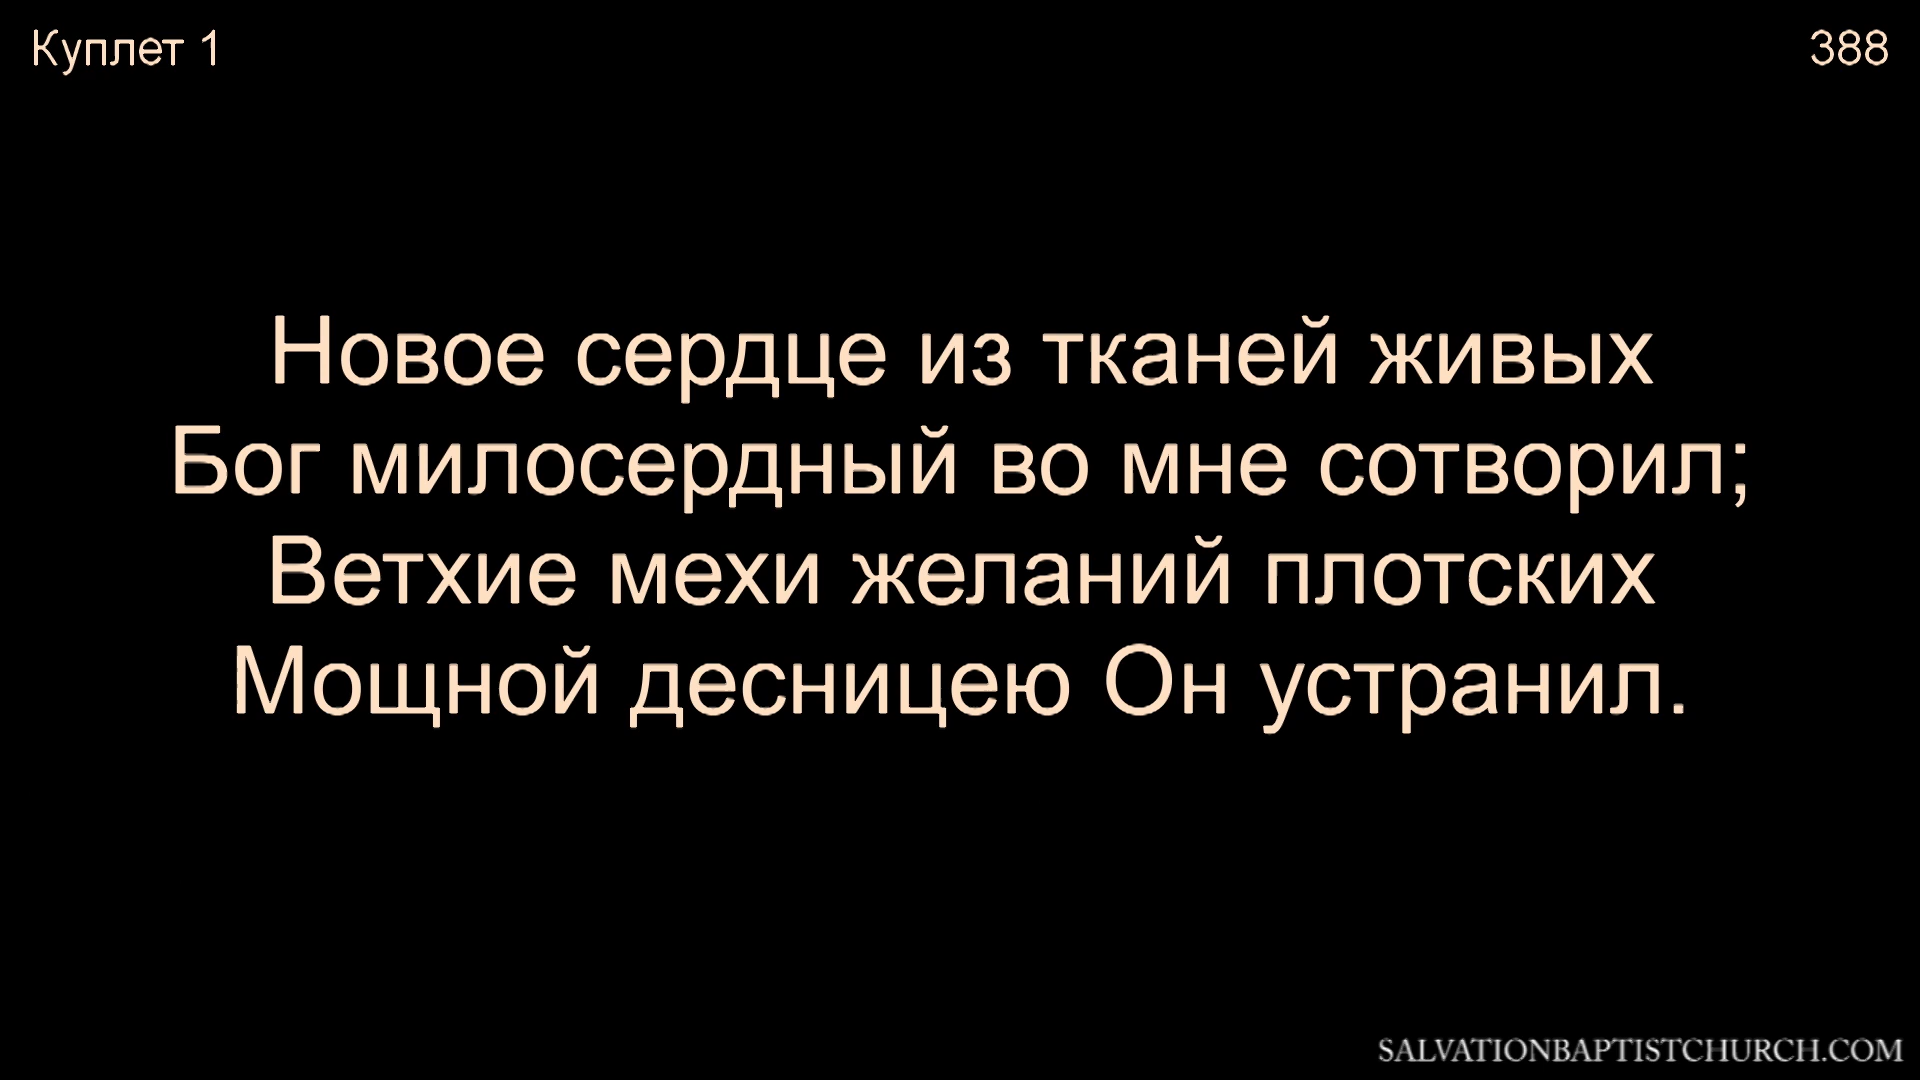 Куплет 1
388
Новое сердце из тканей живых
Бог милосердный во мне сотворил;
Ветхие мехи желаний плотских
Мощной десницею Он устранил.
SALVATIONBAPTISTCHURCH.COM